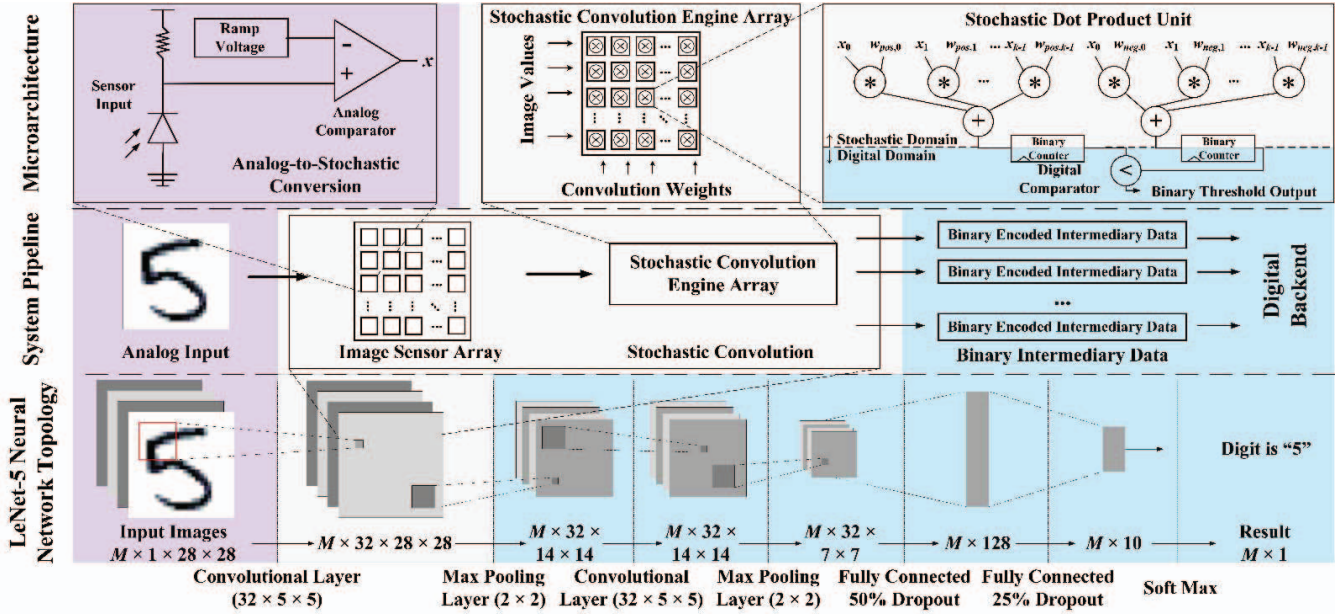 Microarchitecture
Ramp
Voltage
Sensor
Input
−
+
x
Analog
Comparator
Analog-to-Stochastic
Conversion
Stochastic Convolution Engine Array
Image Values
Convolution Weights
Stochastic Dot Product Unit
x0 wpos,0 x1 wpos,1 ... xk-1 wpos,k-1 x0 wneg,0 x1 wneg,1 ... xk-1 wneg,k-1
* * ... * * * ... *
+ +
↑ Stochastic Domain
↓ Digital Domain
Binary
Counter
Binary
Counter
<
Digital
Comparator
Binary Threshold Output
System Pipeline
Analog Input
Image Sensor Array
Stochastic Convolution
Engine Array
Stochastic Convolution
Binary Encoded Intermediary Data
Binary Encoded Intermediary Data
...
Binary Encoded Intermediary Data
Binary Intermediary Data
Digital
Backend
LeNet-5 Neural
Network Topology
Digit is “5”
Input Images
M × 1 × 28 × 28
M × 32 × 28 × 28
M × 32 ×
14 × 14
M × 32 ×
14 × 14
M × 32 ×
7 × 7
M × 128
M × 10
Result
M × 1
Convolutional Layer
(32 × 5 × 5)
Max Pooling
Layer (2 × 2)
Convolutional
Layer (32 × 5 × 5)
Max Pooling
Layer (2 × 2)
Fully Connected
50% Dropout
Fully Connected
25% Dropout
Soft Max